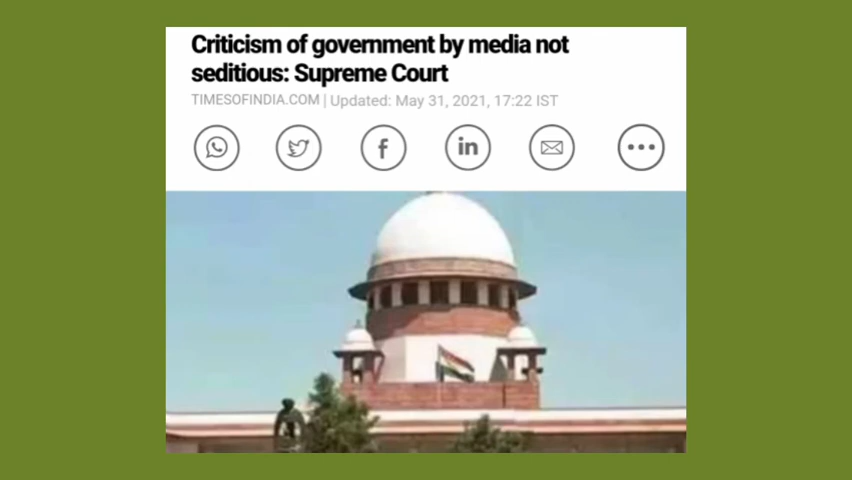 Criticism of government by media not
seditious: Supreme Court
TIMESOFINDIA.COM | Updated: May 31, 2021, 17:22 IST